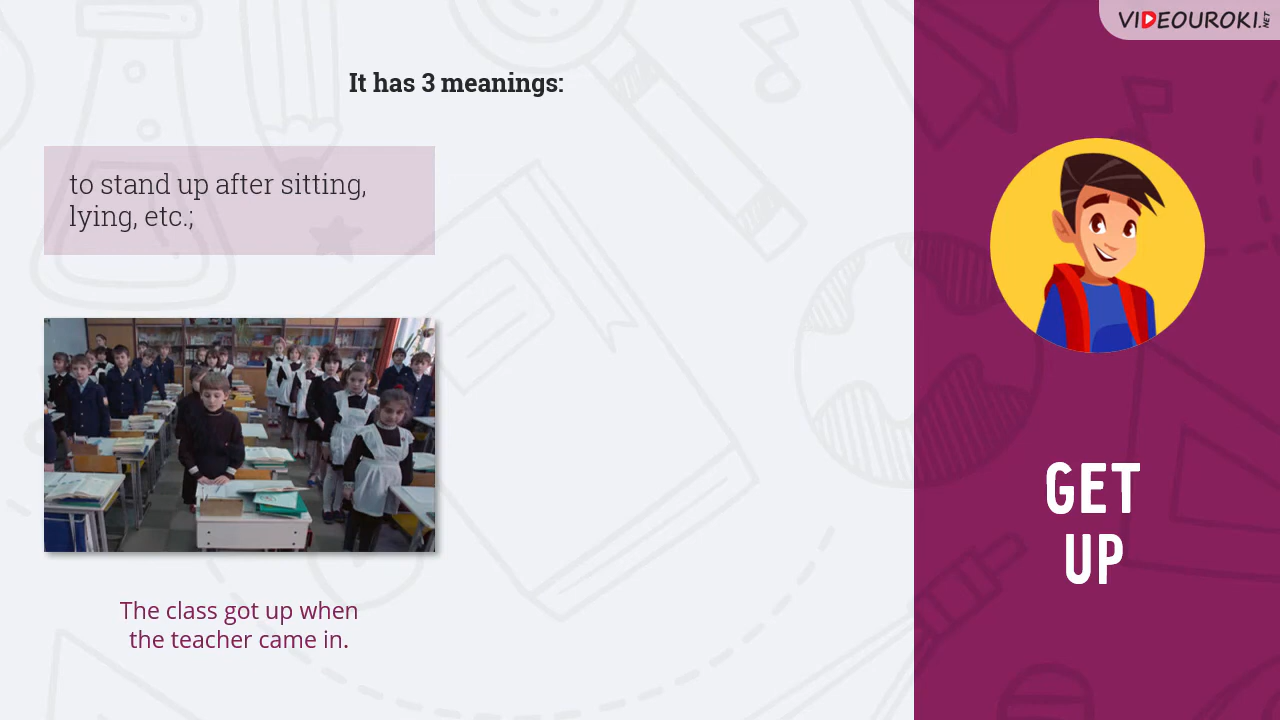 VIDEOUROKI.NET
It has 3 meanings:
to stand up after sitting,
lying, etc.;
The class got up when
the teacher came in.
GET
UP